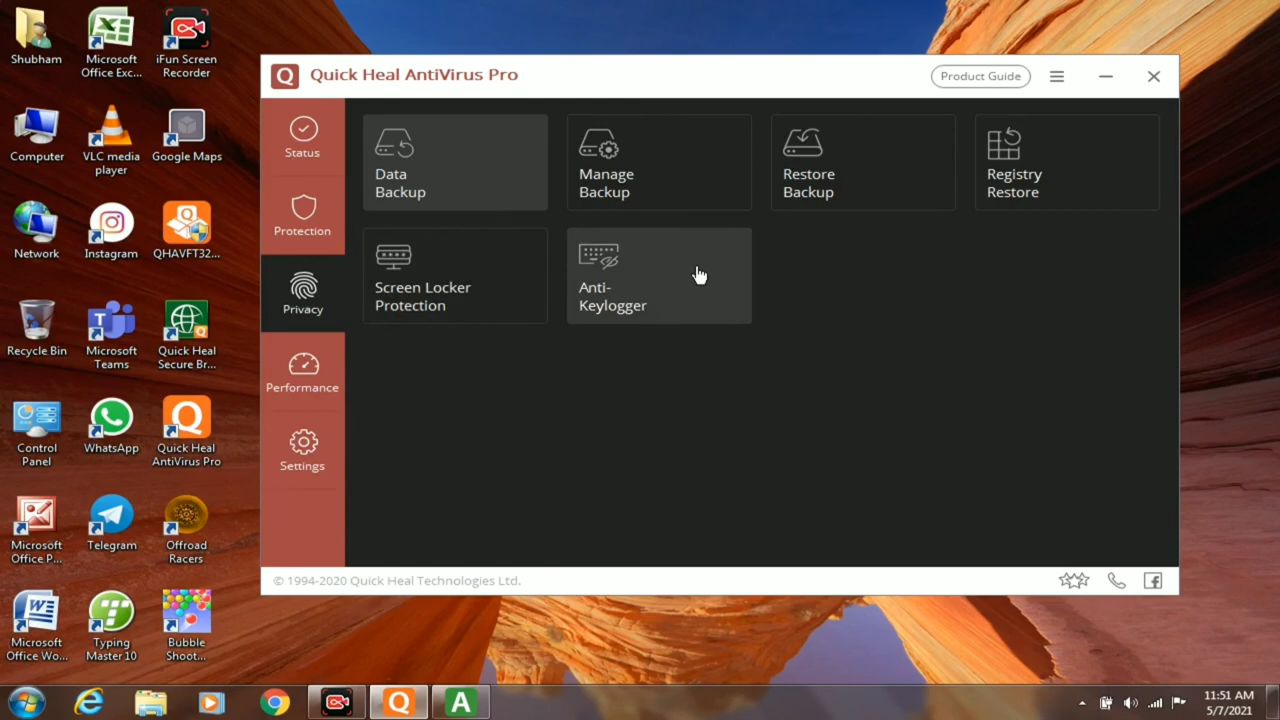 Shubham
Microsoft
Office Exc...
iFun Screen
Recorder
Computer
VLC media
player
Google Maps
Network
Instagram
QHAVFT32...
Recycle Bin
Microsoft
Teams
Quick Heal
Secure Br...
Control
Panel
WhatsApp
Quick Heal
AntiVirus Pro
Microsoft
Office P...
Telegram
Offroad
Racers
Microsoft
Office Wo...
Typing
Master 10
Bubble
Shoot...
Q
Quick Heal AntiVirus Pro
Product Guide
Status
Protection
Privacy
Performance
Settings
Data
Backup
Manage
Backup
Restore
Backup
Registry
Restore
Screen Locker
Protection
Anti-
Keylogger
© 1994-2020 Quick Heal Technologies Ltd.
11:51 AM
5/7/2021